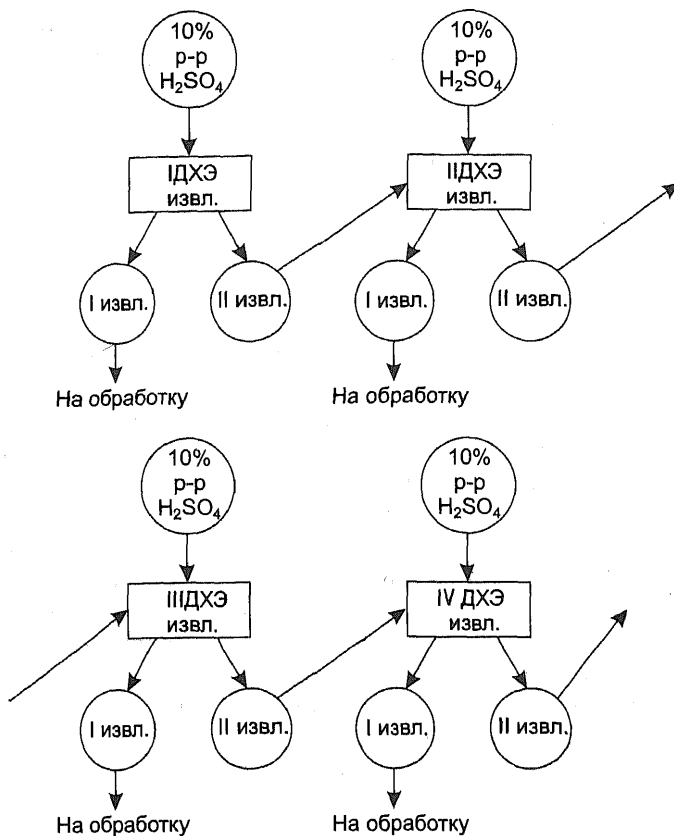 10%
р-р
H₂SO₄
10%
р-р
H₂SO₄
IДХЭ
извл.
IIДХЭ
извл.
I извл.
II извл.
I извл.
II извл.
На обработку
На обработку
10%
р-р
H₂SO₄
10%
р-р
H₂SO₄
IIIДХЭ
извл.
IV ДХЭ
извл.
I извл.
II извл.
I извл.
II извл.
На обработку
На обработку